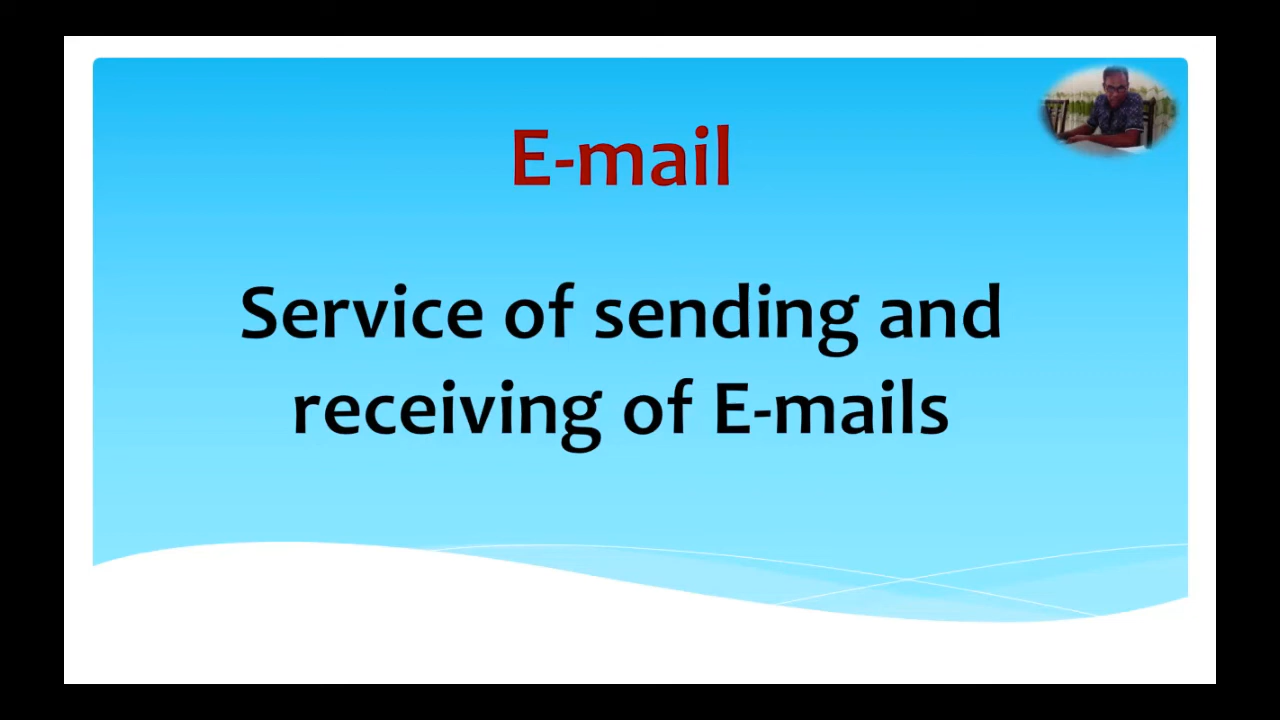 E-mail
Service of sending and
receiving of E-mails